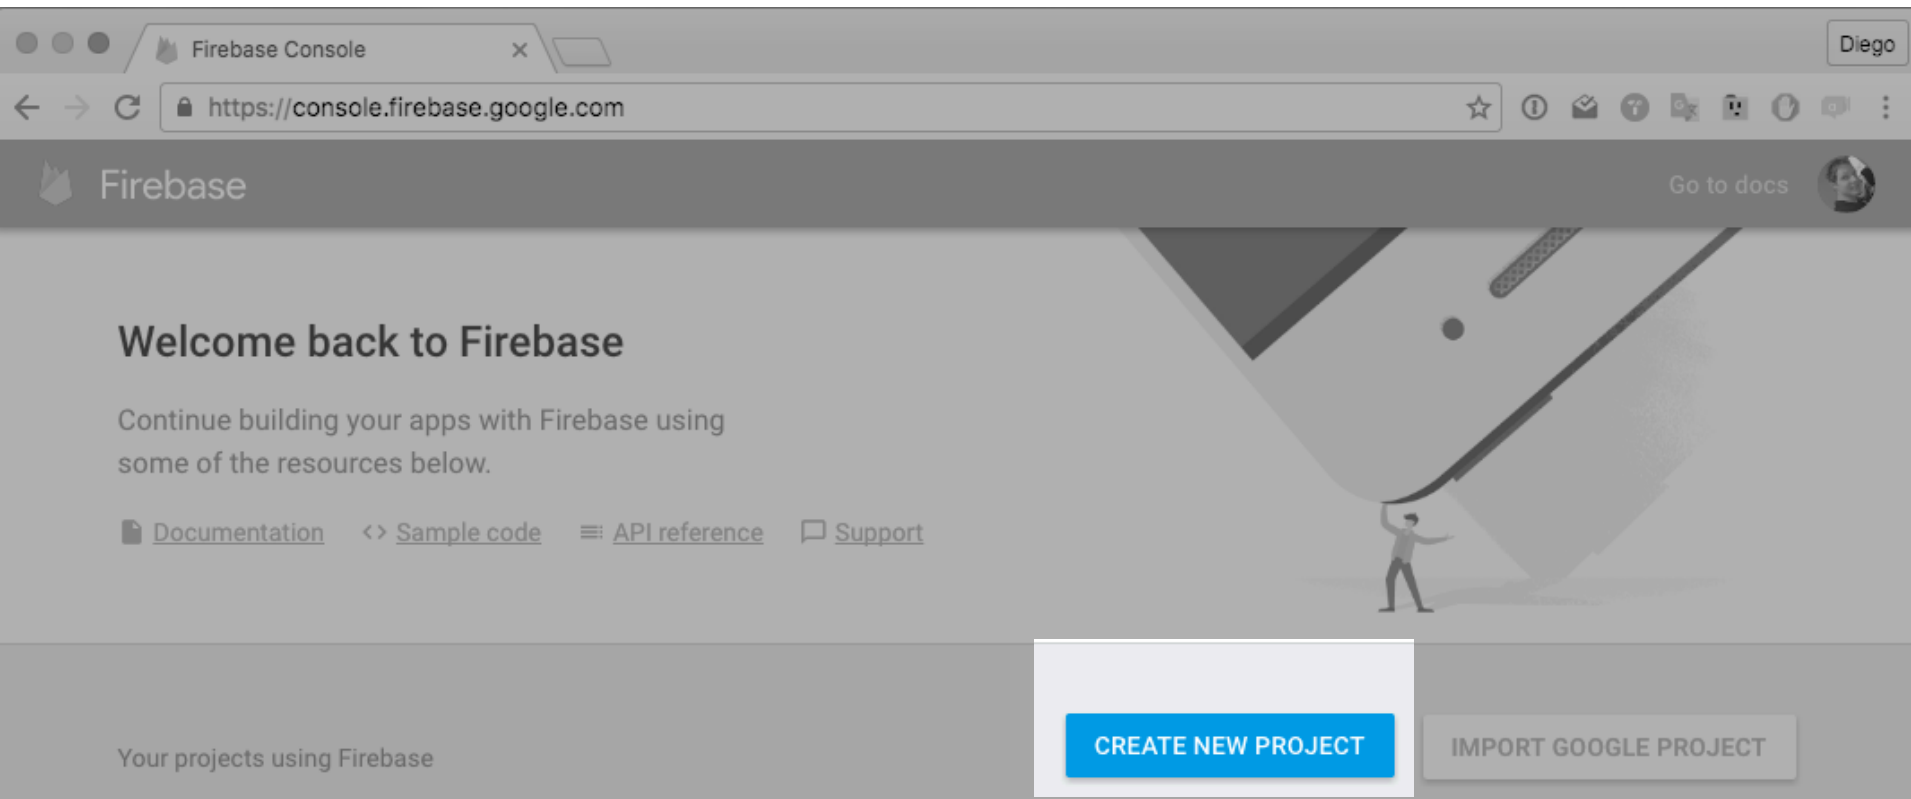 Firebase Console
Diego
https://console.firebase.google.com
Firebase
Go to docs
Welcome back to Firebase
Continue building your apps with Firebase using
some of the resources below.
Documentation <> Sample code API reference Support
Your projects using Firebase
CREATE NEW PROJECT
IMPORT GOOGLE PROJECT